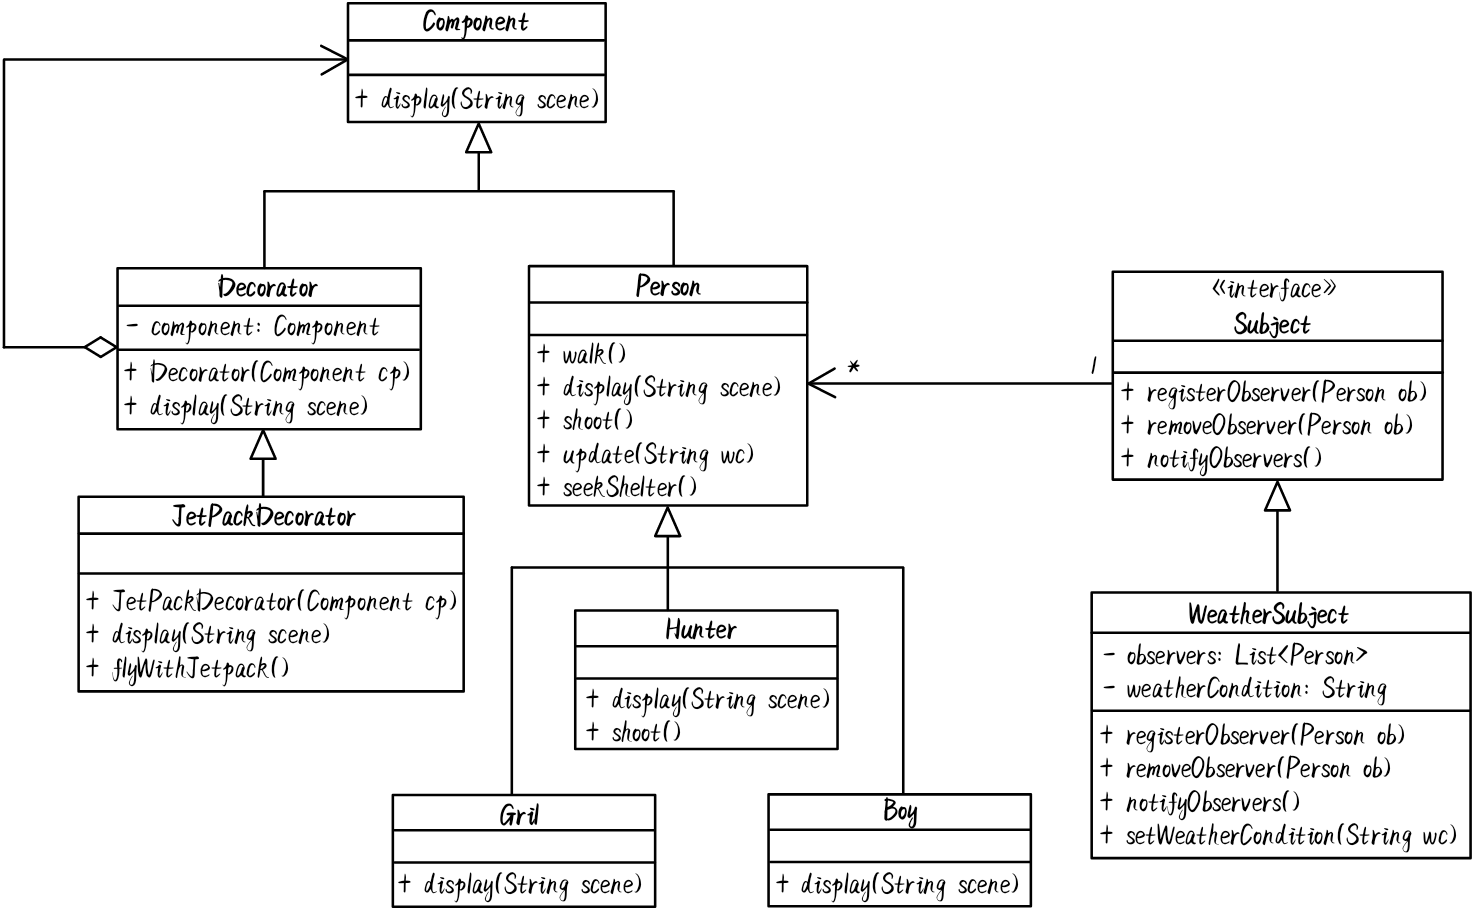 Component
+ display(String scene)
Decorator
- component: Component
+ Decorator(Component cp)
+ display(String scene)
JetPackDecorator
+ JetPackDecorator(Component cp)
+ display(String scene)
+ flyWithJetpack()
Person
+ walk()
+ display(String scene)
+ shoot()
+ update(String wc)
+ seekShelter()
* 1
«interface»
Subject
+ registerObserver(Person ob)
+ removeObserver(Person ob)
+ notifyObservers()
Hunter
+ display(String scene)
+ shoot()
Gril
+ display(String scene)
Boy
+ display(String scene)
WeatherSubject
- observers: List<Person>
- weatherCondition: String
+ registerObserver(Person ob)
+ removeObserver(Person ob)
+ notifyObservers()
+ setWeatherCondition(String wc)